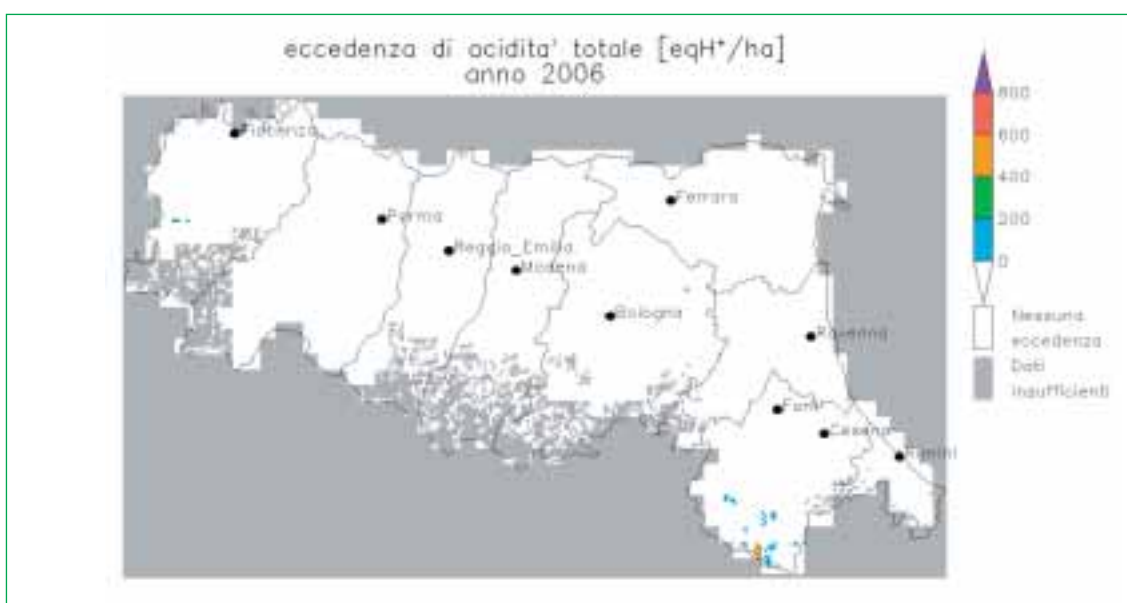 eccedenza di acidita' totale [eqH+/ha]
anno 2006
800
600
400
200
0
Nessuna
eccedenza
Dati
insufficienti
Piacenza
Ferrara
Parma
Reggio_Emilia
Modena
Bologna
Ravenna
Forli'
Cesena
Rimini